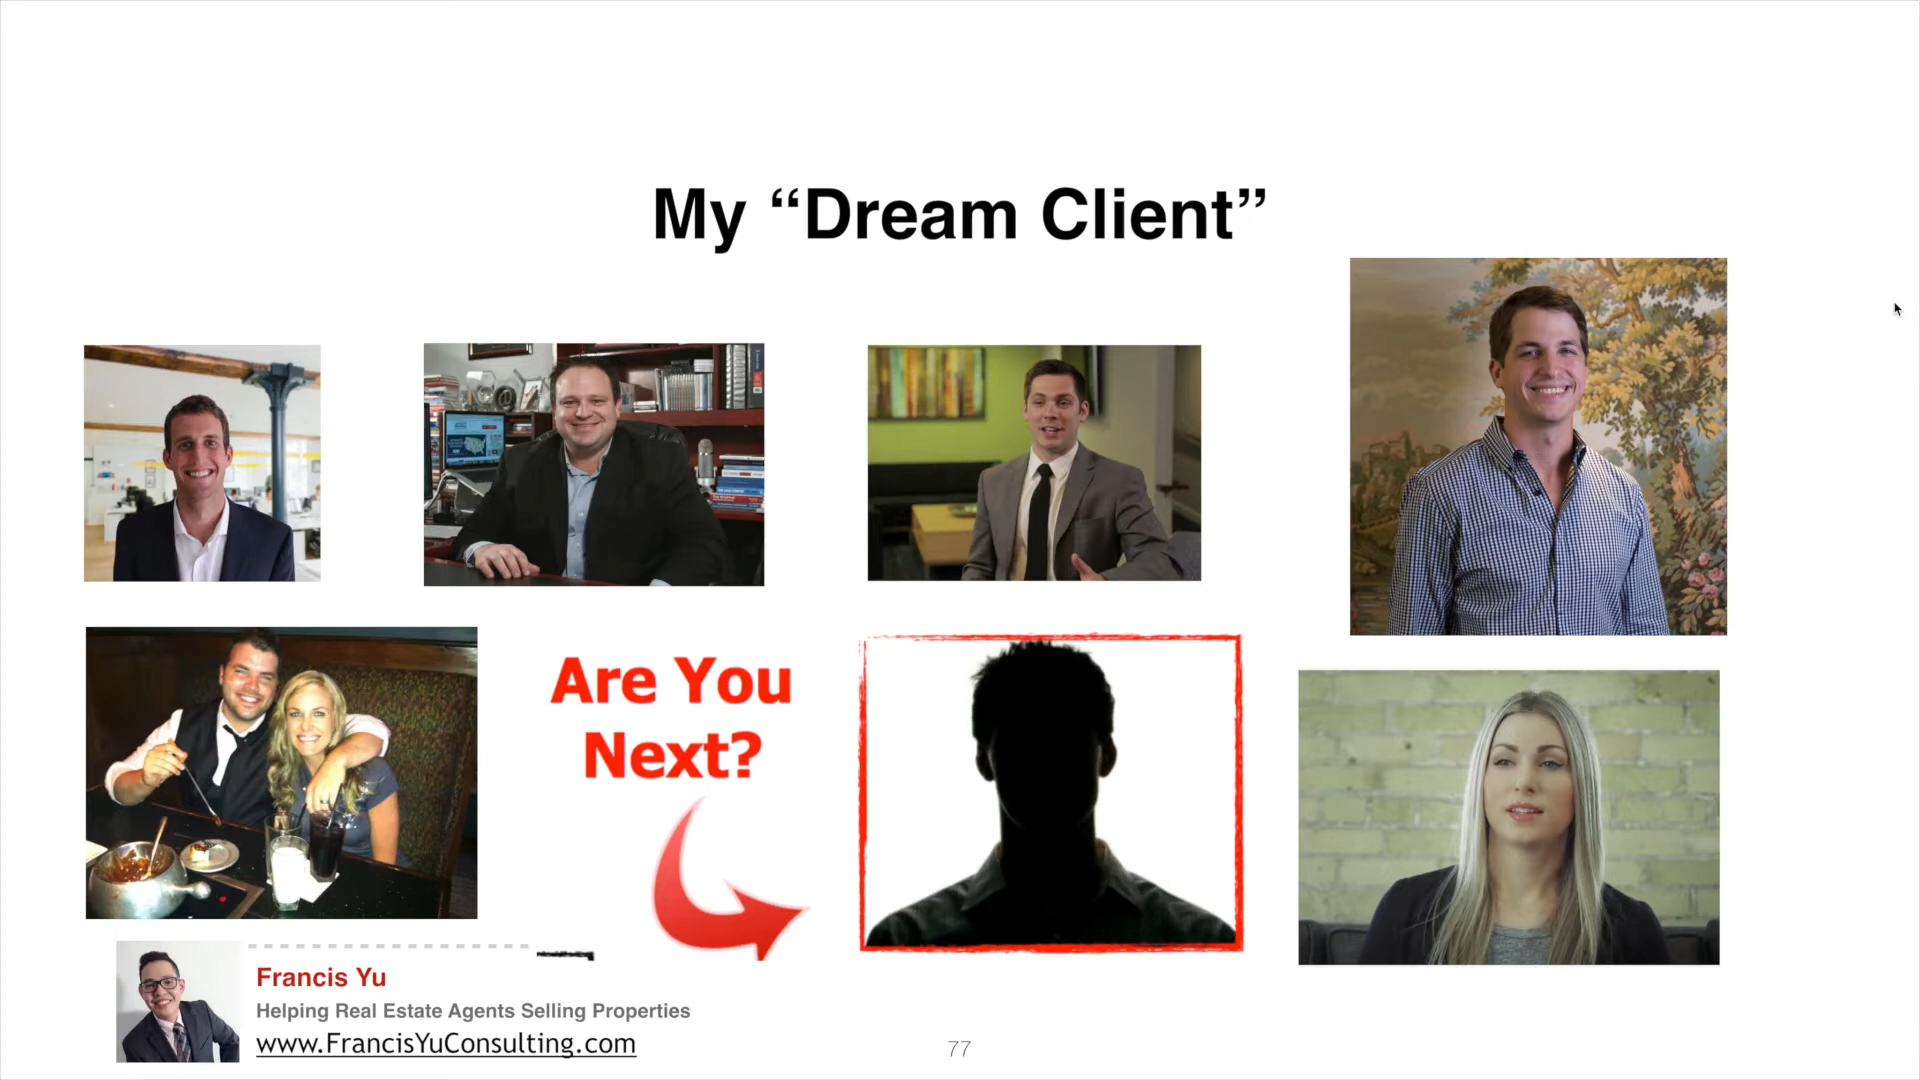 My “Dream Client”
Are You
Next?
Francis Yu
Helping Real Estate Agents Selling Properties
www.FrancisYuConsulting.com
77